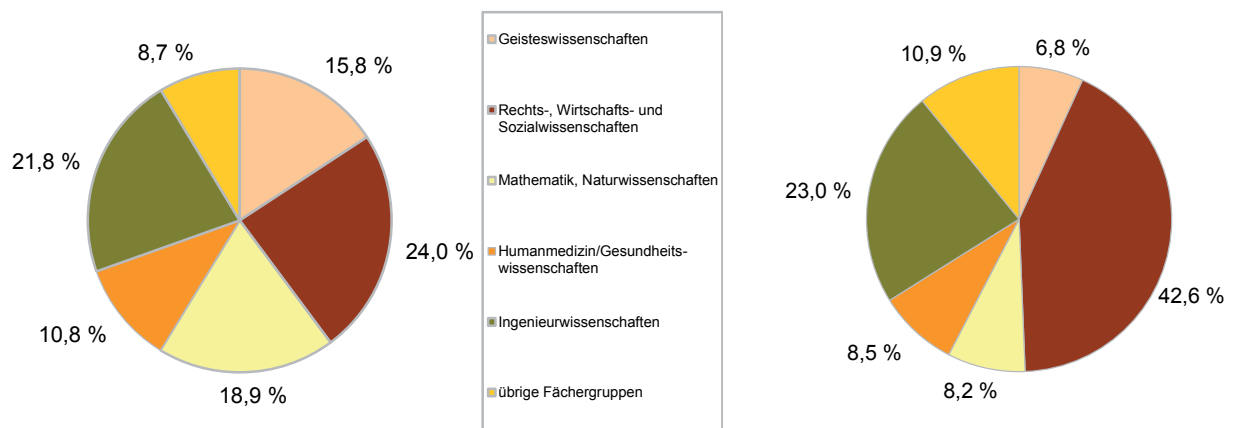 8,7 %
15,8 %
21,8 %
24,0 %
10,8 %
18,9 %
Geisteswissenschaften
Rechts-, Wirtschafts- und
Sozialwissenschaften
Mathematik, Naturwissenschaften
Humanmedizin/Gesundheits-
wissenschaften
Ingenieurwissenschaften
übrige Fächergruppen
10,9 %
6,8 %
23,0 %
42,6 %
8,5 %
8,2 %